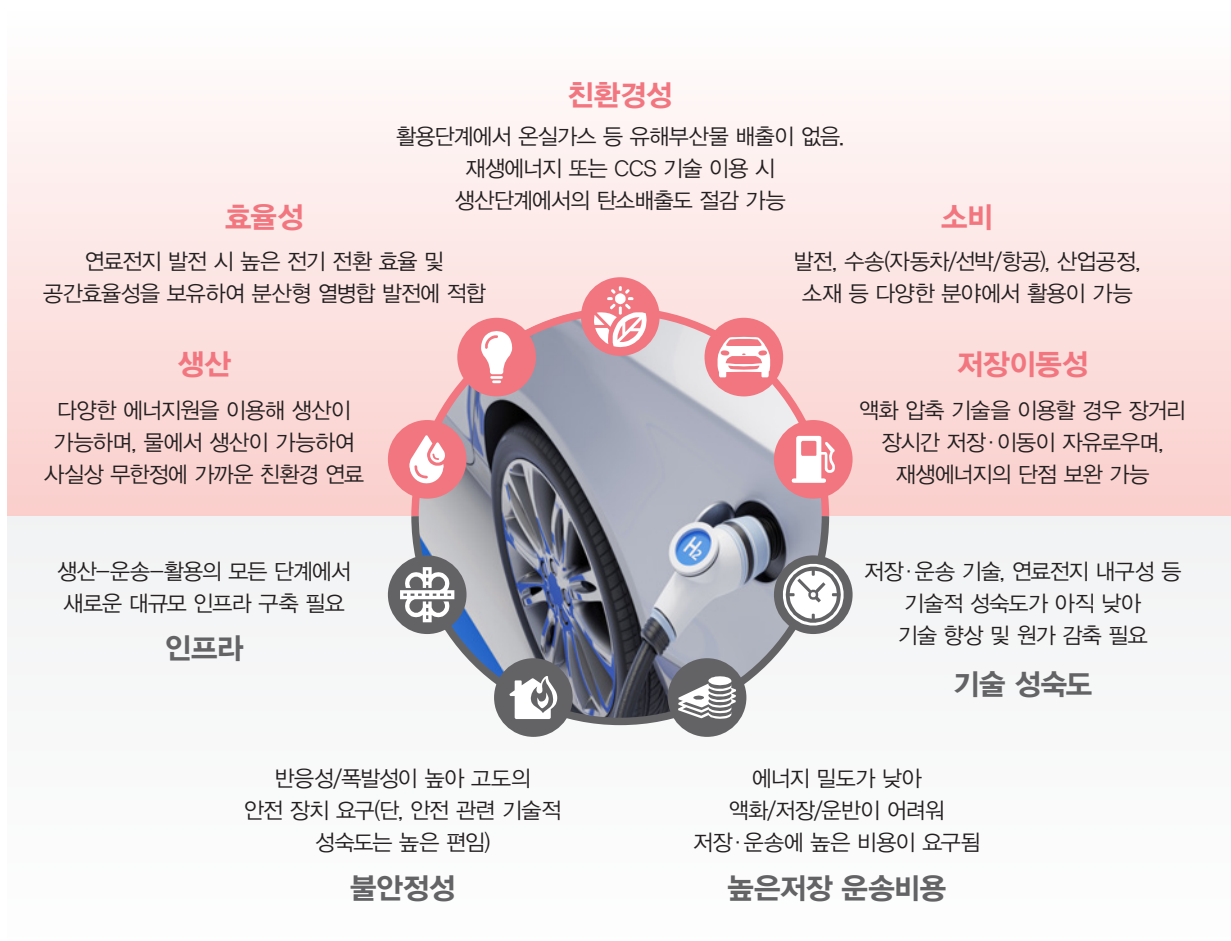 친환경성
활용단계에서 온실가스 등 유해부산물 배출이 없음.
재생에너지 또는 CCS 기술 이용 시
생산단계에서의 탄소배출도 절감 가능
효율성
연료전지 발전 시 높은 전기 전환 효율 및
공간효율성을 보유하여 분산형 열병합 발전에 적합
소비
발전, 수송(자동차/선박/항공), 산업공정,
소재 등 다양한 분야에서 활용이 가능
생산
다양한 에너지원을 이용해 생산이
가능하며, 물에서 생산이 가능하여
사실상 무한정에 가까운 친환경 연료
저장이동성
액화 압축 기술을 이용할 경우 장거리
장시간 저장·이동이 자유로우며,
재생에너지의 단점 보완 가능
H2
생산-운송-활용의 모든 단계에서
새로운 대규모 인프라 구축 필요
인프라
저장·운송 기술, 연료전지 내구성 등
기술적 성숙도가 아직 낮아
기술 향상 및 원가 감축 필요
기술 성숙도
반응성/폭발성이 높아 고도의
안전 장치 요구(단, 안전 관련 기술적
성숙도는 높은 편임)
불안정성
에너지 밀도가 낮아
액화/저장/운반이 어려워
저장·운송에 높은 비용이 요구됨
높은저장 운송비용